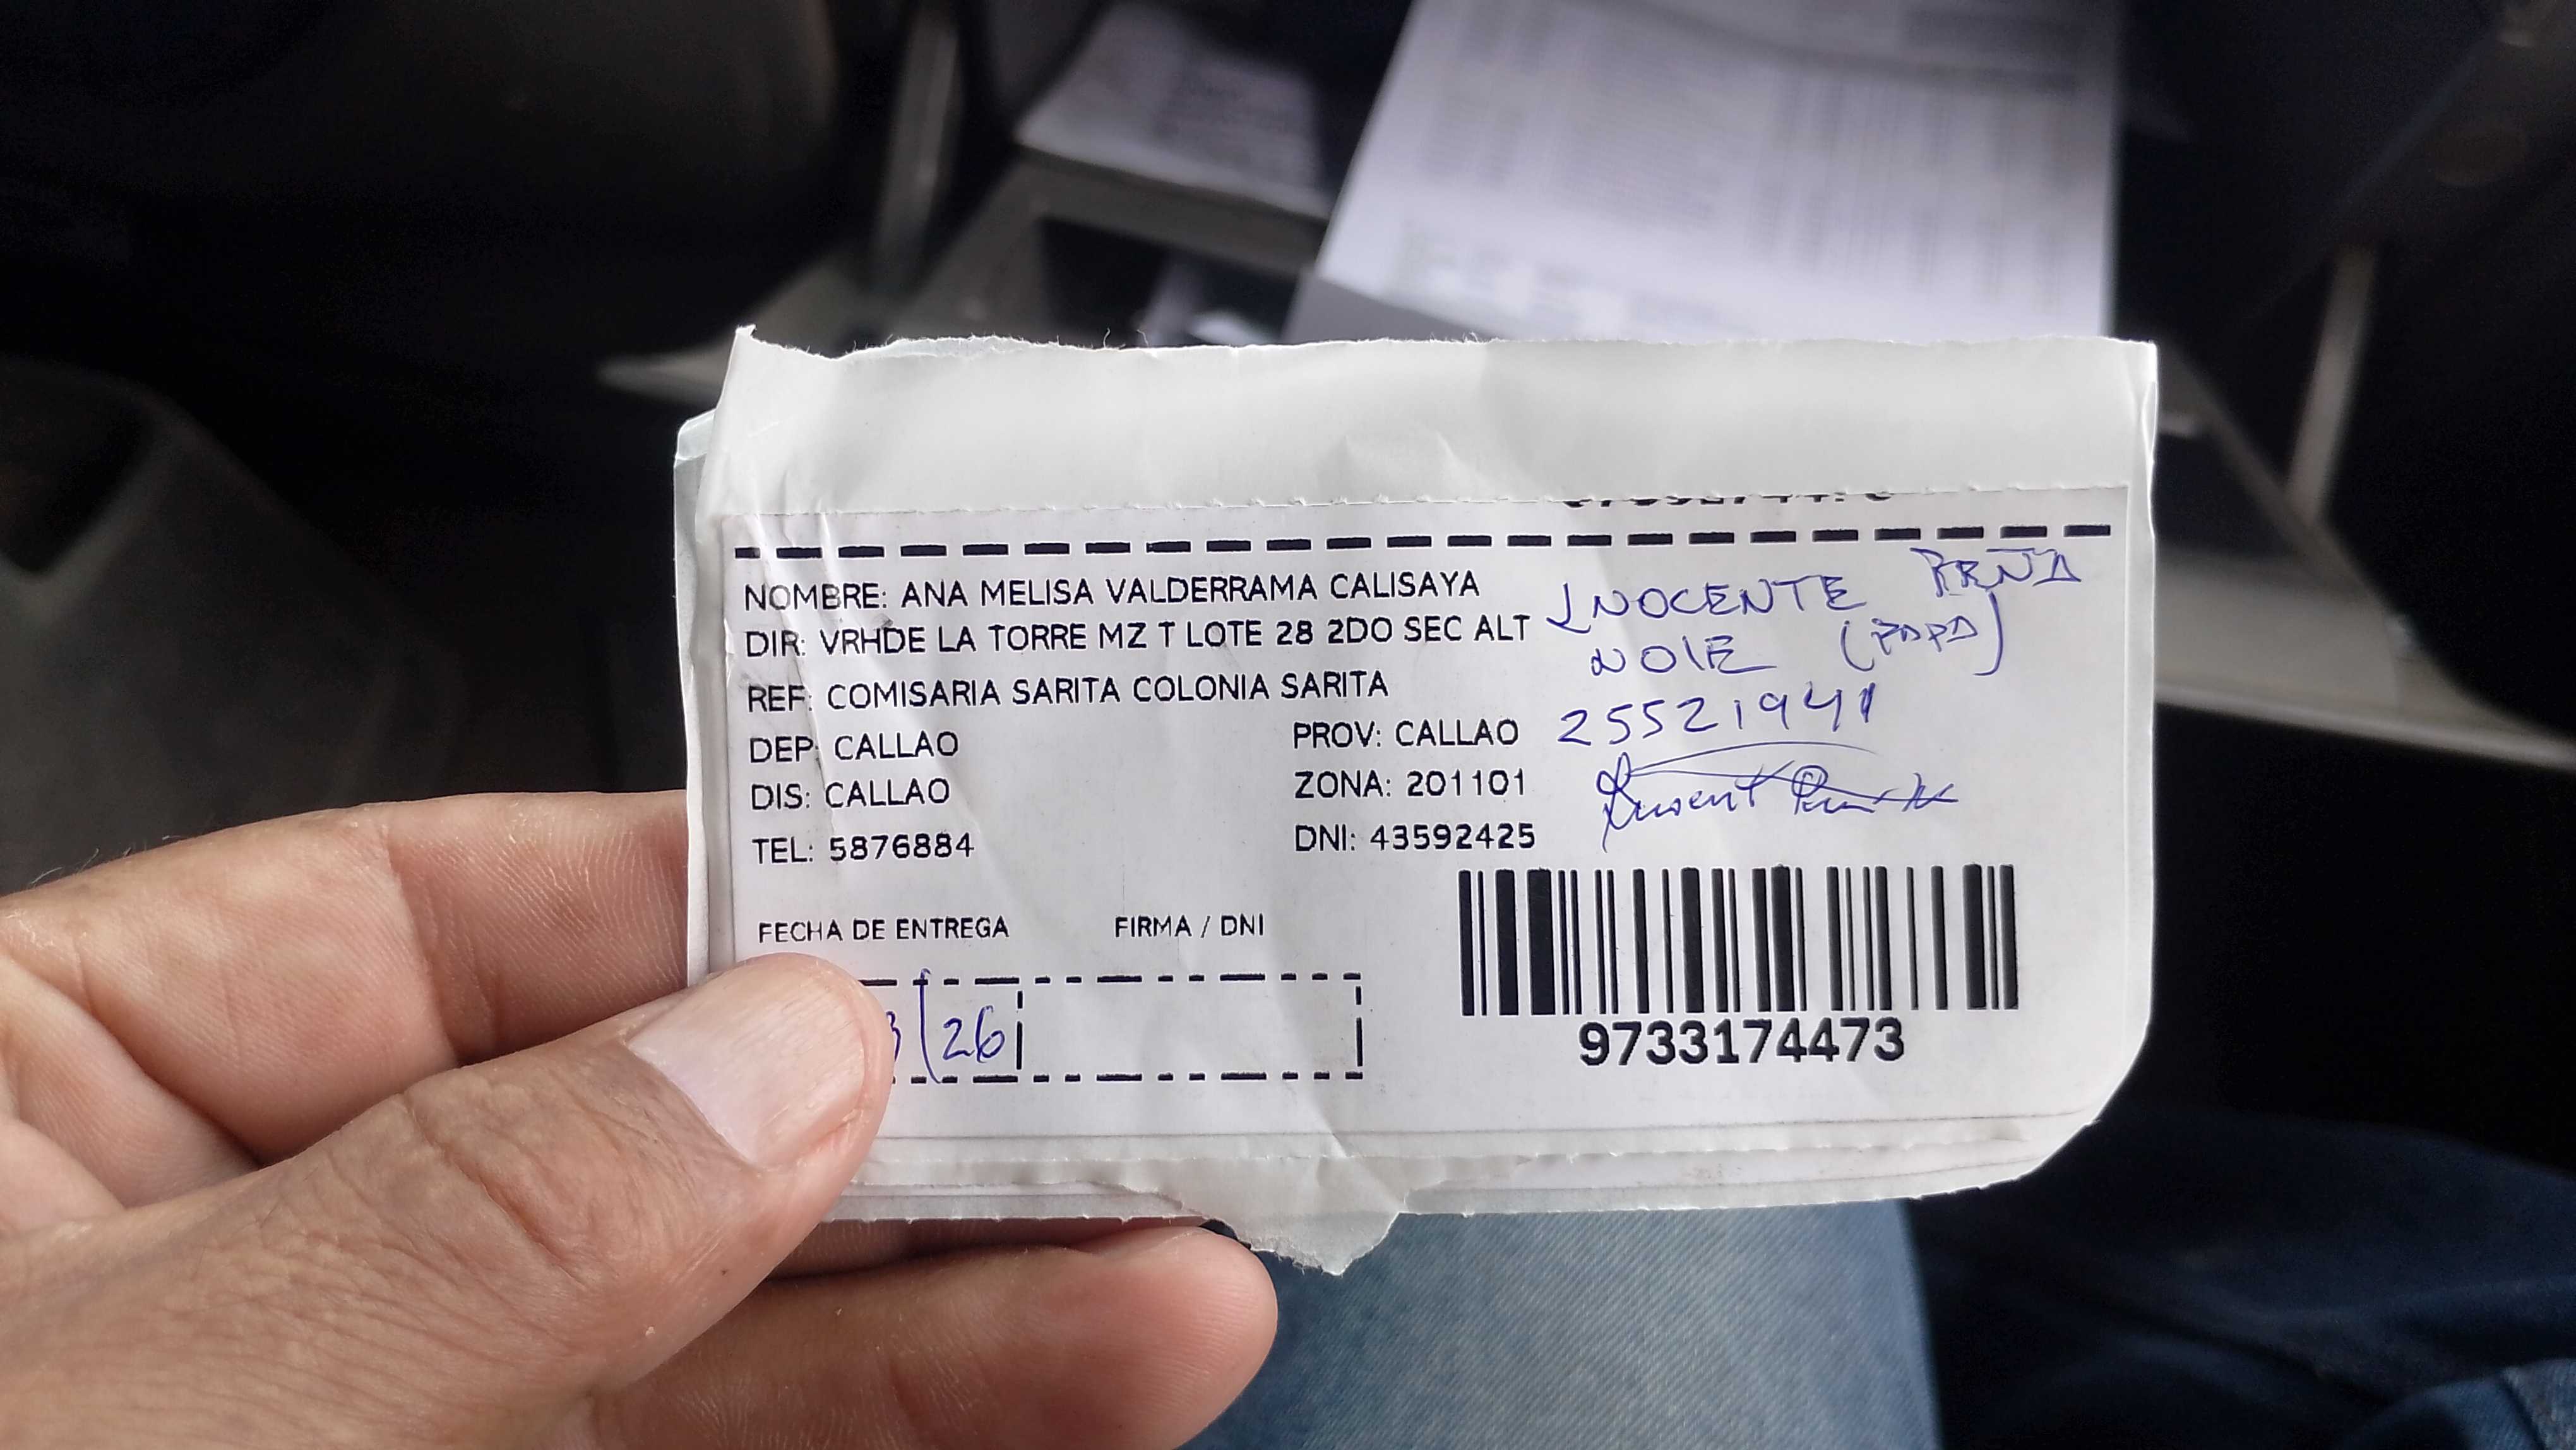 NOMBRE: ANA MELISA VALDERRAMA CALISAYA
DIR: VRHDE LA TORRE MZ T LOTE 28 2DO SEC ALT
REF: COMISARIA SARITA COLONIA SARITA
DEP: CALLAO
PROV: CALLAO
DIS: CALLAO
ZONA: 201101
TEL: 5876884
DNI: 43592425
INOCENTE
NOLE (PAPA)
25521941
FECHA DE ENTREGA
FIRMA / DNI
3/26
9733174473